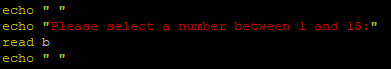 echo " "
echo "Please select a number between 1 and 15:"
read b
echo " "